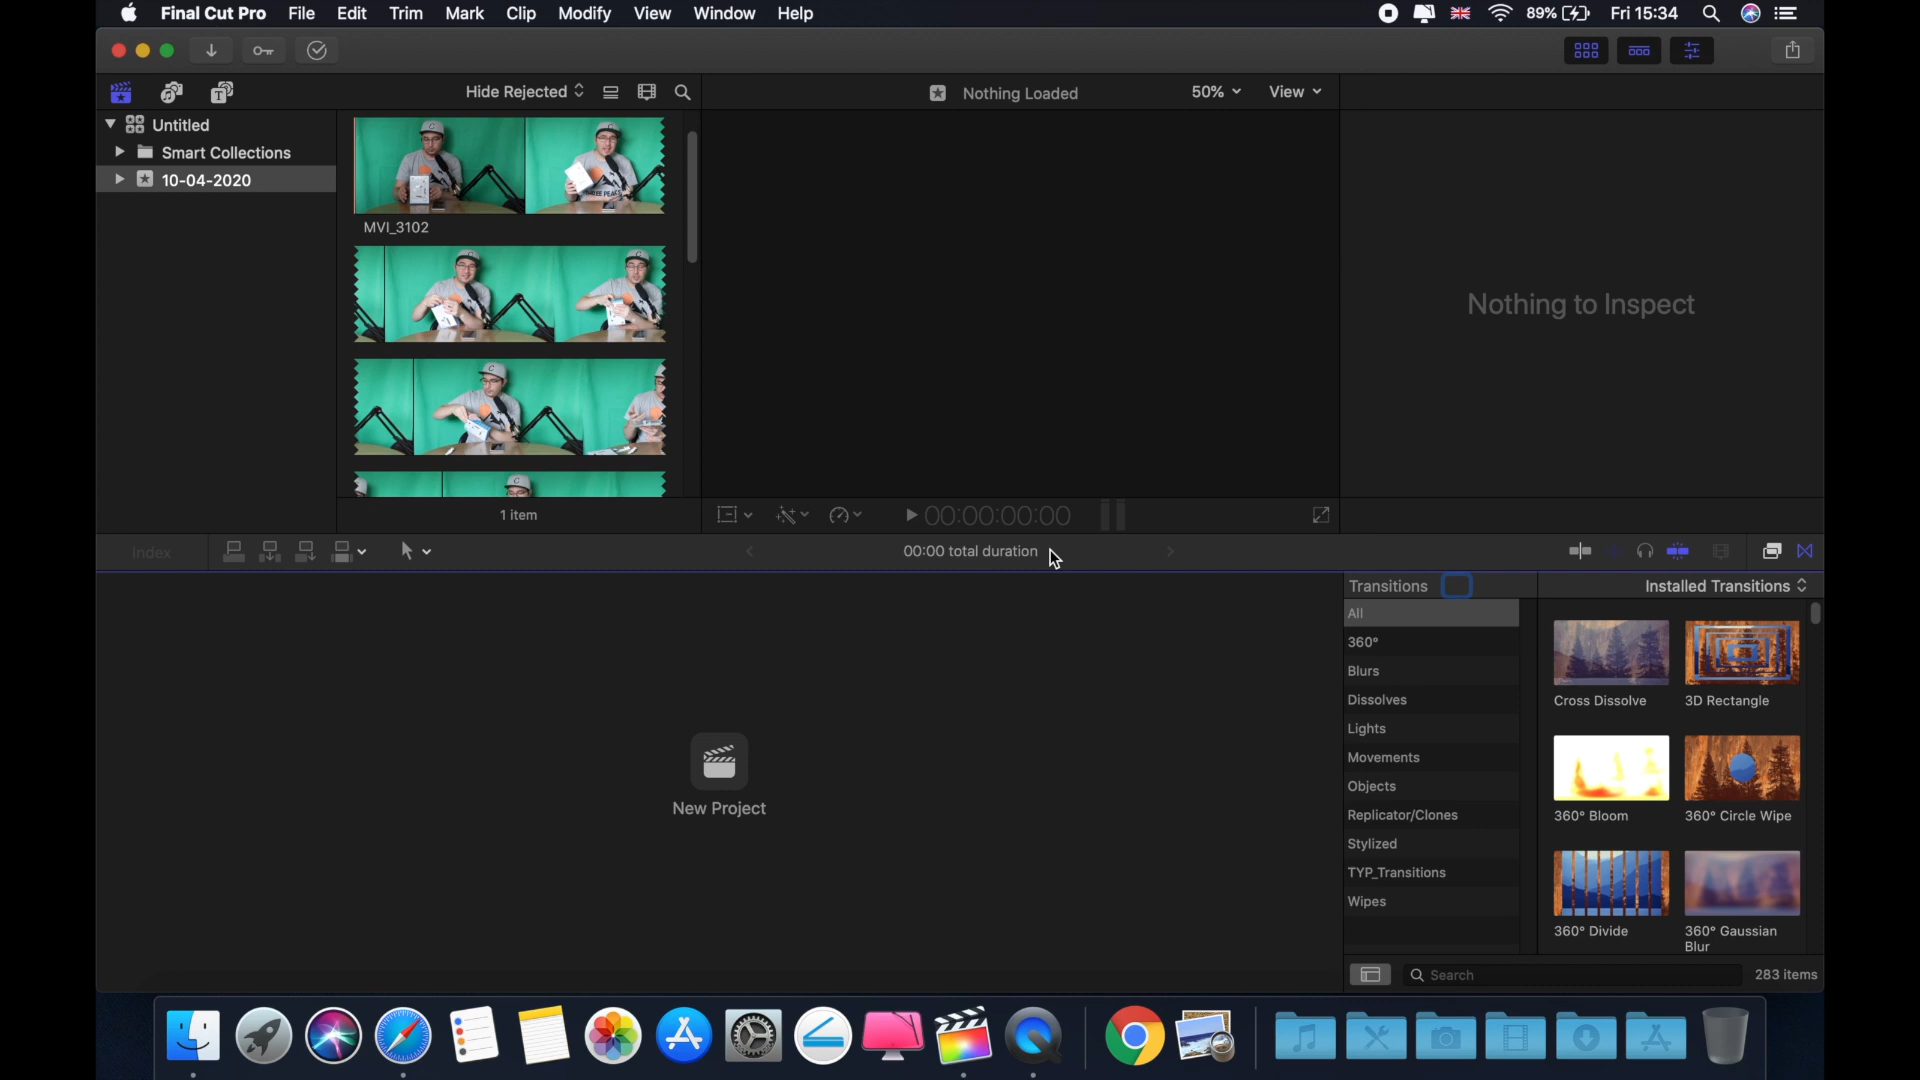 Final Cut Pro File Edit Trim Mark Clip Modify View Window Help 89% Fri 15:34
Hide Rejected
Nothing Loaded 50% View
Untitled
Smart Collections
10-04-2020
MVI_3102
1 item
Nothing to Inspect
00:00:00:00
Index
00:00 total duration
Transitions
Installed Transitions
All
360°
Blurs
Dissolves
Lights
Movements
Objects
Replicator/Clones
Stylized
TYP_Transitions
Wipes
Cross Dissolve 3D Rectangle
360° Bloom 360° Circle Wipe
360° Divide 360° Gaussian
Blur
New Project
Search 283 items